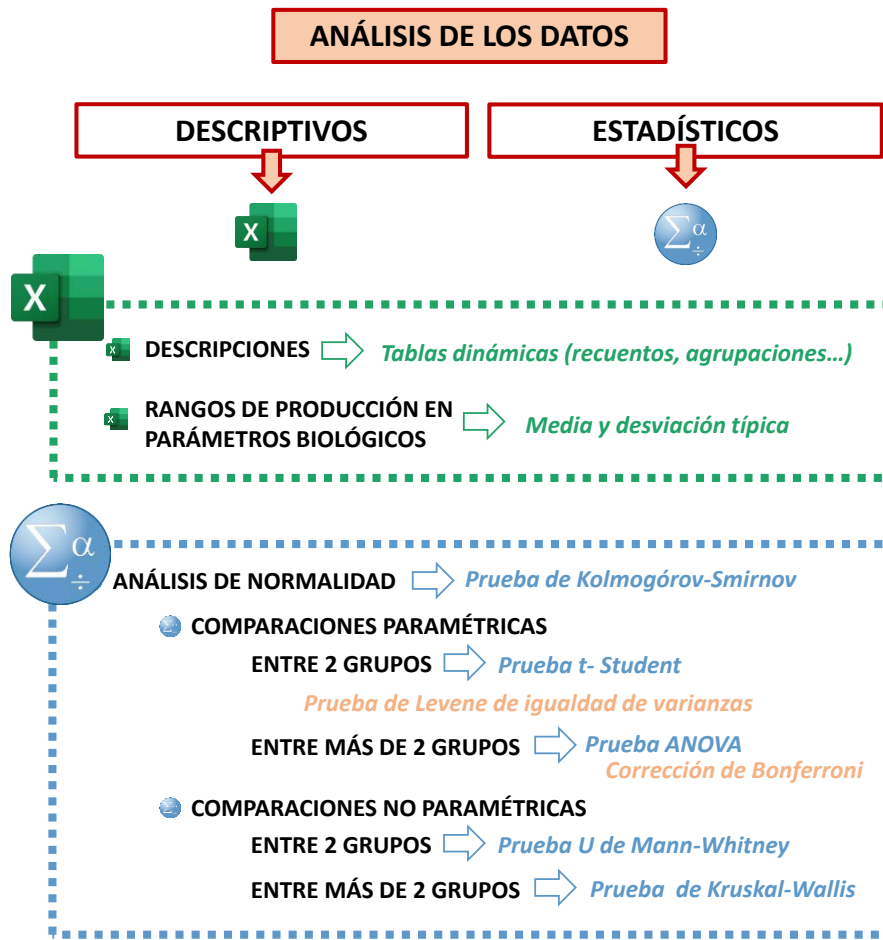 ANÁLISIS DE LOS DATOS
DESCRIPTIVOS
ESTADÍSTICOS
X
Σ α ÷
X
DESCRIPCIONES
Tablas dinámicas (recuentos, agrupaciones...)
RANGOS DE PRODUCCIÓN EN
PARÁMETROS BIOLÓGICOS
Media y desviación típica
Σ α ÷
ANÁLISIS DE NORMALIDAD
Prueba de Kolmogórov-Smirnov
COMPARACIONES PARAMÉTRICAS
ENTRE 2 GRUPOS
Prueba t- Student
Prueba de Levene de igualdad de varianzas
ENTRE MÁS DE 2 GRUPOS
Prueba ANOVA
Corrección de Bonferroni
COMPARACIONES NO PARAMÉTRICAS
ENTRE 2 GRUPOS
Prueba U de Mann-Whitney
ENTRE MÁS DE 2 GRUPOS
Prueba de Kruskal-Wallis